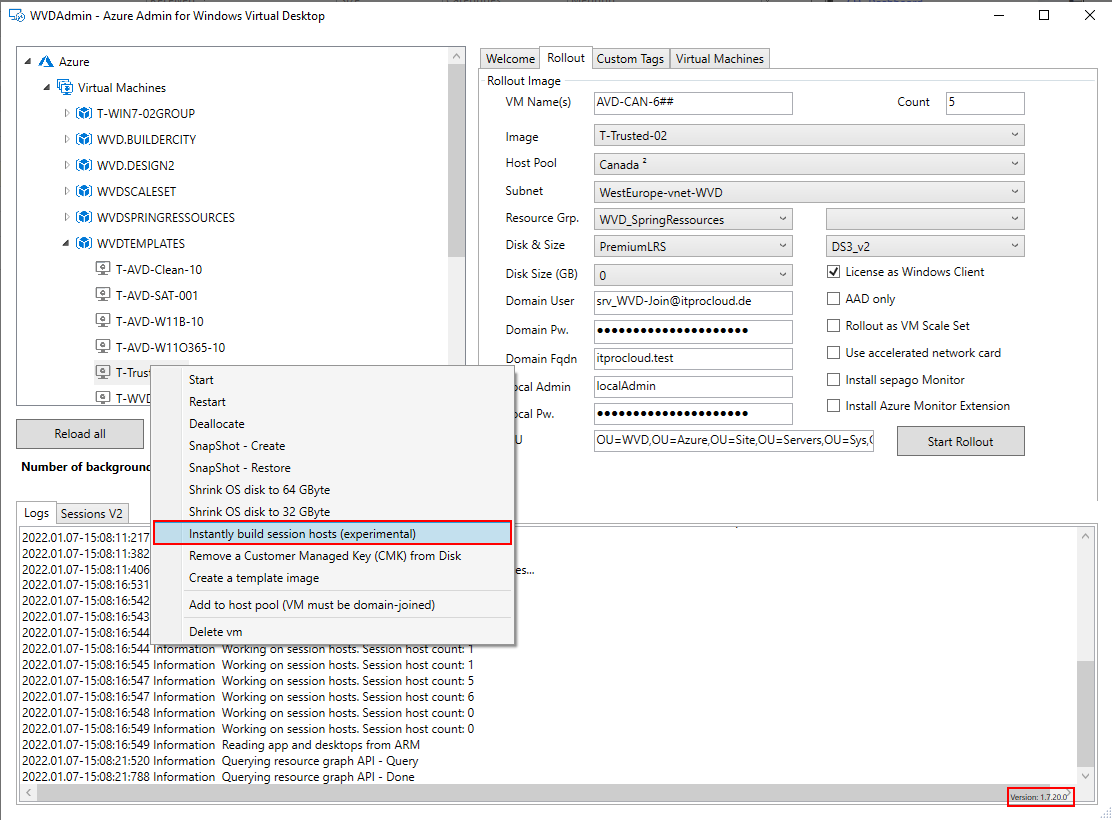 WVDAdmin - Azure Admin for Windows Virtual Desktop
Azure
Virtual Machines
T-WIN7-02GROUP
WVD.BUILDERCITY
WVD.DESIGN2
WVDSCALESET
WVDSPRINGRESSOURCES
WVDTEMPLATES
T-AVD-Clean-10
T-AVD-SAT-001
T-AVD-W11B-10
T-AVD-W11O365-10
T-Trus
T-WV
Reload all
Number of background
Welcome
Rollout
Custom Tags
Virtual Machines
Rollout Image
VM Name(s)
AVD-CAN-6##
Count
5
Image
T-Trusted-02
Host Pool
Canada ²
Subnet
WestEurope-vnet-WVD
Resource Grp.
WVD_SpringRessources
Disk & Size
PremiumLRS
DS3_v2
Disk Size (GB)
0
Domain User
srv_WVD-Join@itprocloud.de
Domain Pw.
●●●●●●●●●●●●●●●●●●●●●
Domain Fqdn
itprocloud.test
ocal Admin
localAdmin
ocal Pw.
●●●●●●●●●●●●●●●●●●●●●
U
OU=WVD,OU=Azure,OU=Site,OU=Servers,OU=Sys,
License as Windows Client
AAD only
Rollout as VM Scale Set
Use accelerated network card
Install sepago Monitor
Install Azure Monitor Extension
Start Rollout
Start
Restart
Deallocate
SnapShot - Create
SnapShot - Restore
Shrink OS disk to 64 GByte
Shrink OS disk to 32 GByte
Instantly build session hosts (experimental)
Remove a Customer Managed Key (CMK) from Disk
Create a template image
Add to host pool (VM must be domain-joined)
Delete vm
Logs
Sessions V2
2022.01.07-15:08:11:217
2022.01.07-15:08:11:382
2022.01.07-15:08:11:406 es...
2022.01.07-15:08:16:531
2022.01.07-15:08:16:542
2022.01.07-15:08:16:543
2022.01.07-15:08:16:544
2022.01.07-15:08:16:544 Information Working on session hosts. Session host count: 1
2022.01.07-15:08:16:545 Information Working on session hosts. Session host count: 1
2022.01.07-15:08:16:547 Information Working on session hosts. Session host count: 5
2022.01.07-15:08:16:547 Information Working on session hosts. Session host count: 6
2022.01.07-15:08:16:548 Information Working on session hosts. Session host count: 0
2022.01.07-15:08:16:549 Information Working on session hosts. Session host count: 0
2022.01.07-15:08:16:549 Information Reading app and desktops from ARM
2022.01.07-15:08:21:520 Information Querying resource graph API - Query
2022.01.07-15:08:21:788 Information Querying resource graph API - Done
Version: 1.7.20.0